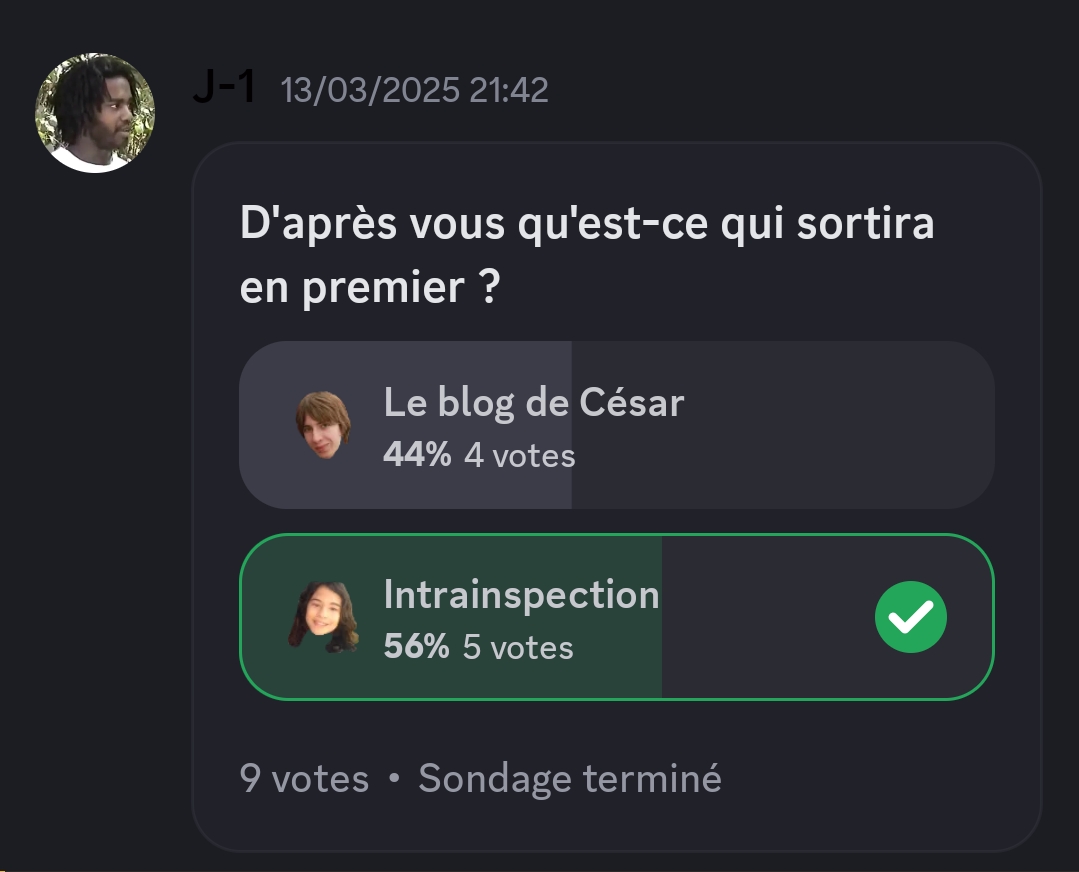 J-1 13/03/2025 21:42
D'après vous qu'est-ce qui sortira
en premier ?
Le blog de César
44% 4 votes
Intrainspection
56% 5 votes
9 votes • Sondage terminé